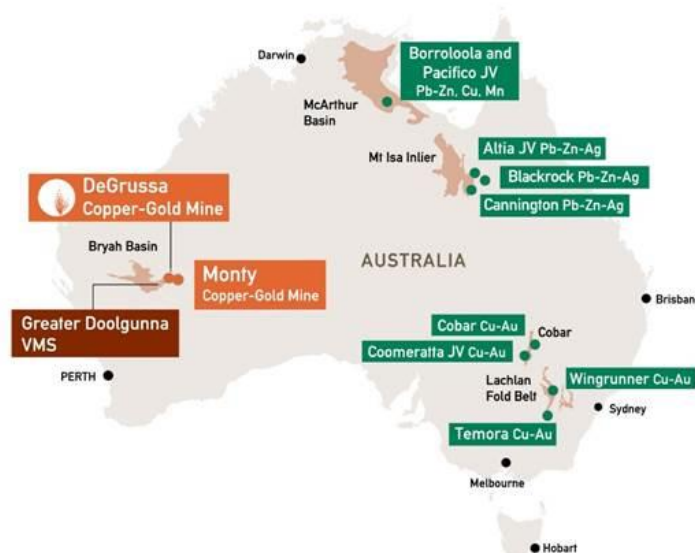 Darwin
Borroloola and
Pacifico JV
Pb-Zn, Cu, Mn
McArthur
Basin
Mt Isa Inlier
Altia JV Pb-Zn-Ag
Blackrock Pb-Zn-Ag
Cannington Pb-Zn-Ag
DeGrussa
Copper-Gold Mine
Bryah Basin
AUSTRALIA
Monty
Copper-Gold Mine
Brisban
Greater Doolgunna
VMS
Cobar Cu-Au
Cobar
Coomeratta JV Cu-Au
PERTH
Lachlan
Fold Belt
Wingrunner Cu-Au
Sydney
Temora Cu-Au
Melbourne
Hobart